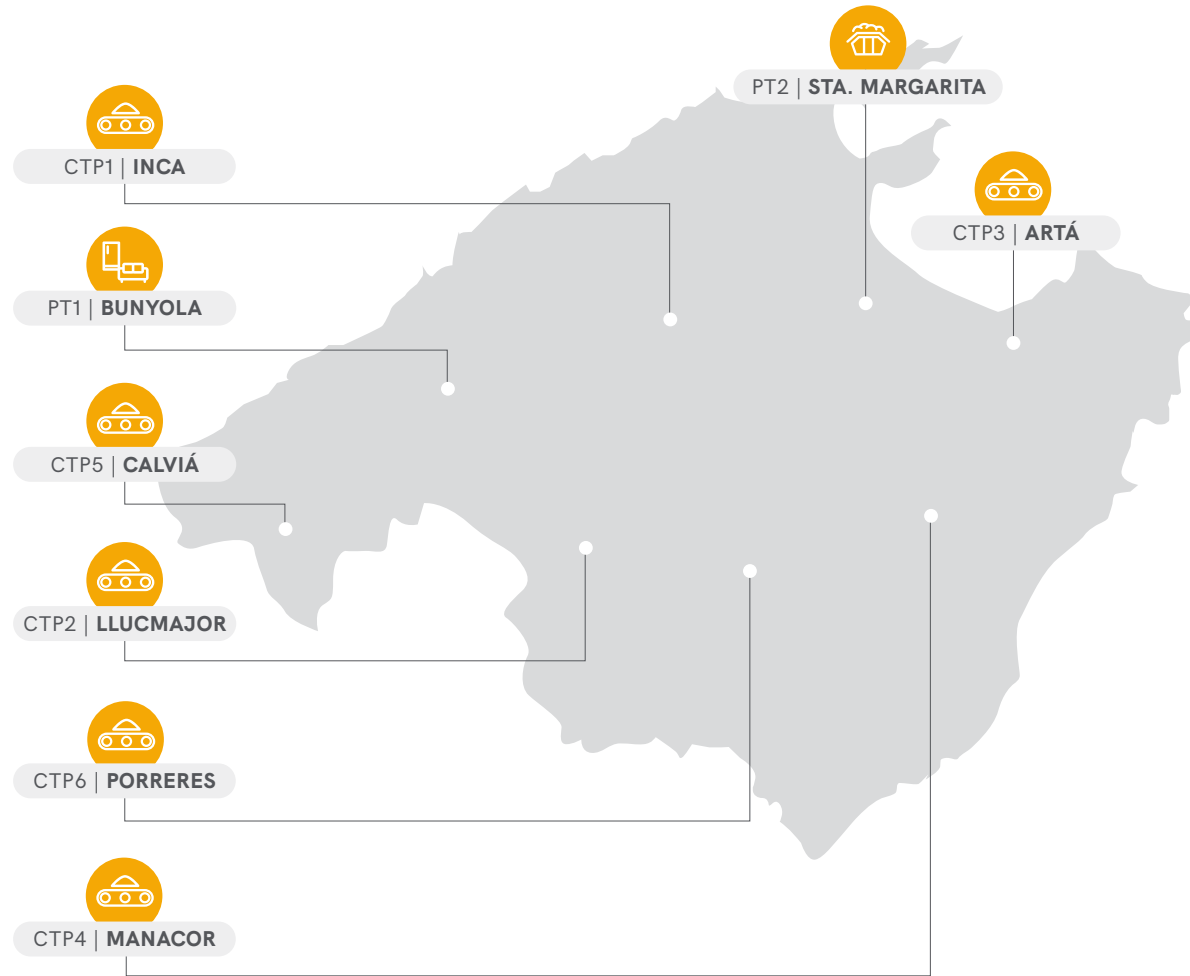 PT2 | STA. MARGARITA
CTP1 | INCA
CTP3 | ARTÁ
PT1 | BUNYOLA
CTP5 | CALVIÁ
CTP2 | LLUCMAJOR
CTP6 | PORRERES
CTP4 | MANACOR